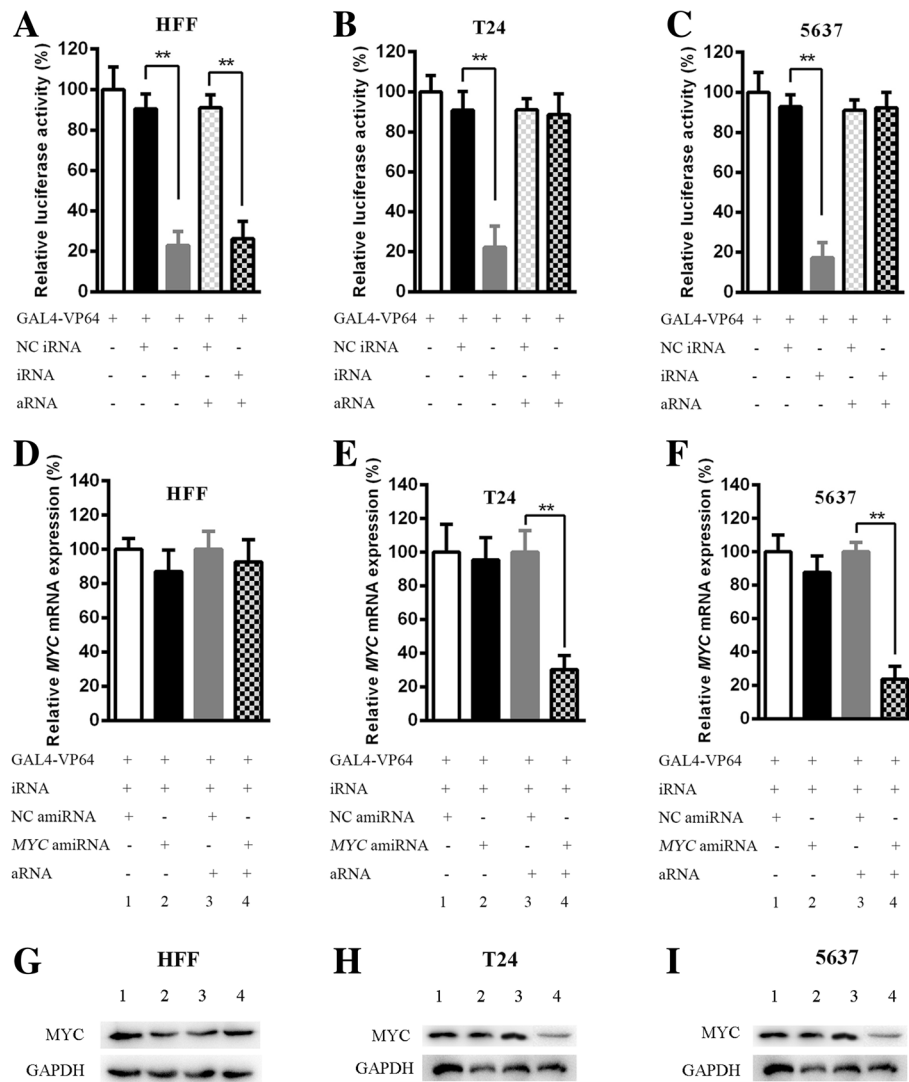 A HFF
Relative luciferase activity (%)
120
100
80
60
40
20
0
** **
GAL4-VP64 + + + + +
NC iRNA - + - + -
iRNA - - + - +
aRNA - - - + +
B T24
Relative luciferase activity (%)
120
100
80
60
40
20
0
**
GAL4-VP64 + + + + +
NC iRNA - + - + -
iRNA - - + - +
aRNA - - - + +
C 5637
Relative luciferase activity (%)
120
100
80
60
40
20
0
**
GAL4-VP64 + + + + +
NC iRNA - + - + -
iRNA - - + - +
aRNA - - - + +
D HFF
Relative MYC mRNA expression (%)
140
120
100
80
60
40
20
0
GAL4-VP64 + + + +
iRNA + + + +
NC amiRNA + - + -
MYC amiRNA - + - +
aRNA - - + +
1 2 3 4
E T24
Relative MYC mRNA expression (%)
140
120
100
80
60
40
20
0
**
GAL4-VP64 + + + +
iRNA + + + +
NC amiRNA + - + -
MYC amiRNA - + - +
aRNA - - + +
1 2 3 4
F 5637
Relative MYC mRNA expression (%)
140
120
100
80
60
40
20
0
**
GAL4-VP64 + + + +
iRNA + + + +
NC amiRNA + - + -
MYC amiRNA - + - +
aRNA - - + +
1 2 3 4
G HFF
1 2 3 4
MYC
GAPDH
H T24
1 2 3 4
MYC
GAPDH
I 5637
1 2 3 4
MYC
GAPDH